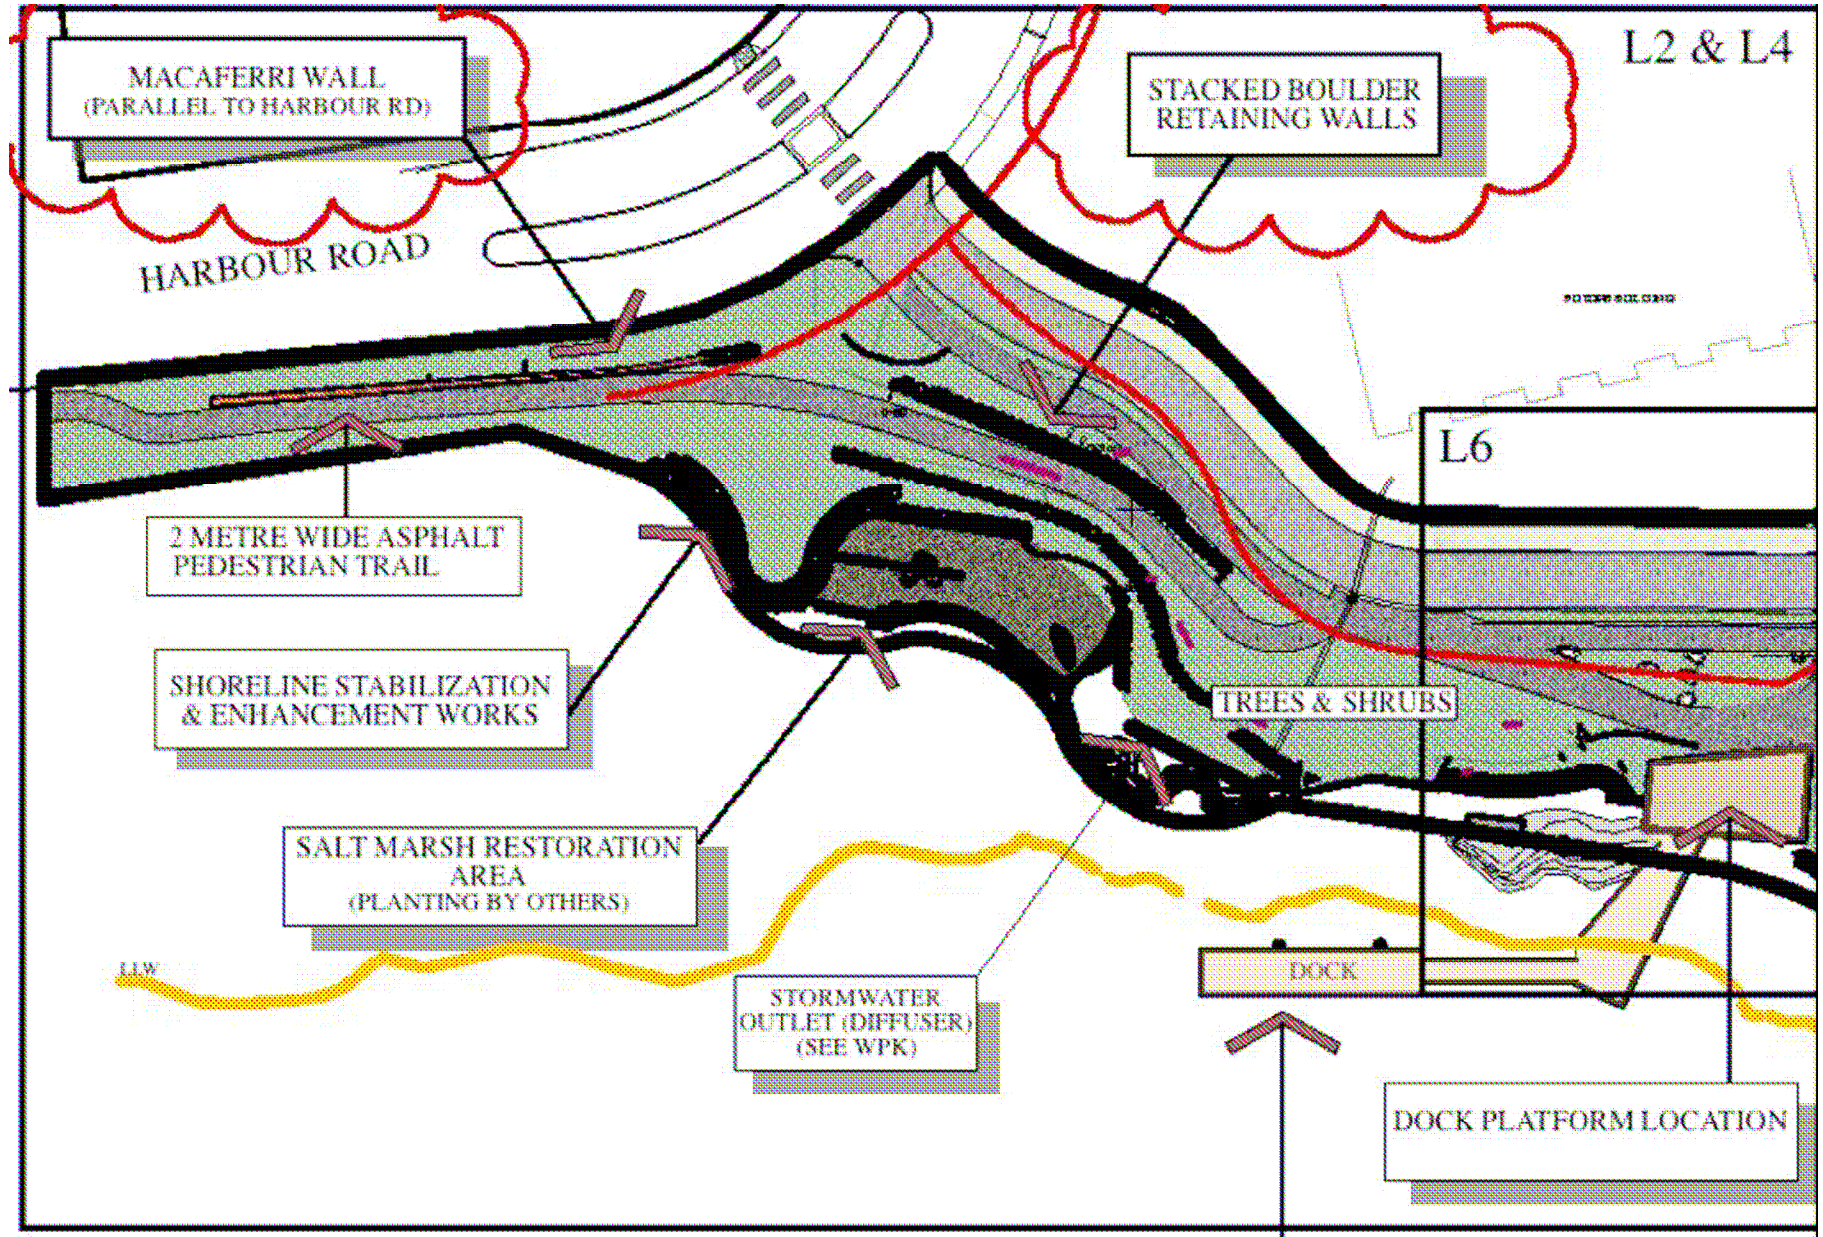 L2 & L4
MACAFERRI WALL
(PARALLEL TO HARBOUR RD)
STACKED BOULDER
RETAINING WALLS
HARBOUR ROAD
L6
2 METRE WIDE ASPHALT
PEDESTRIAN TRAIL
SHORELINE STABILIZATION
& ENHANCEMENT WORKS
TREES & SHRUBS
SALT MARSH RESTORATION
AREA
(PLANTING BY OTHERS)
LLW
DOCK
STORMWATER
OUTLET (DIFFUSER)
(SEE WPK)
DOCK PLATFORM LOCATION